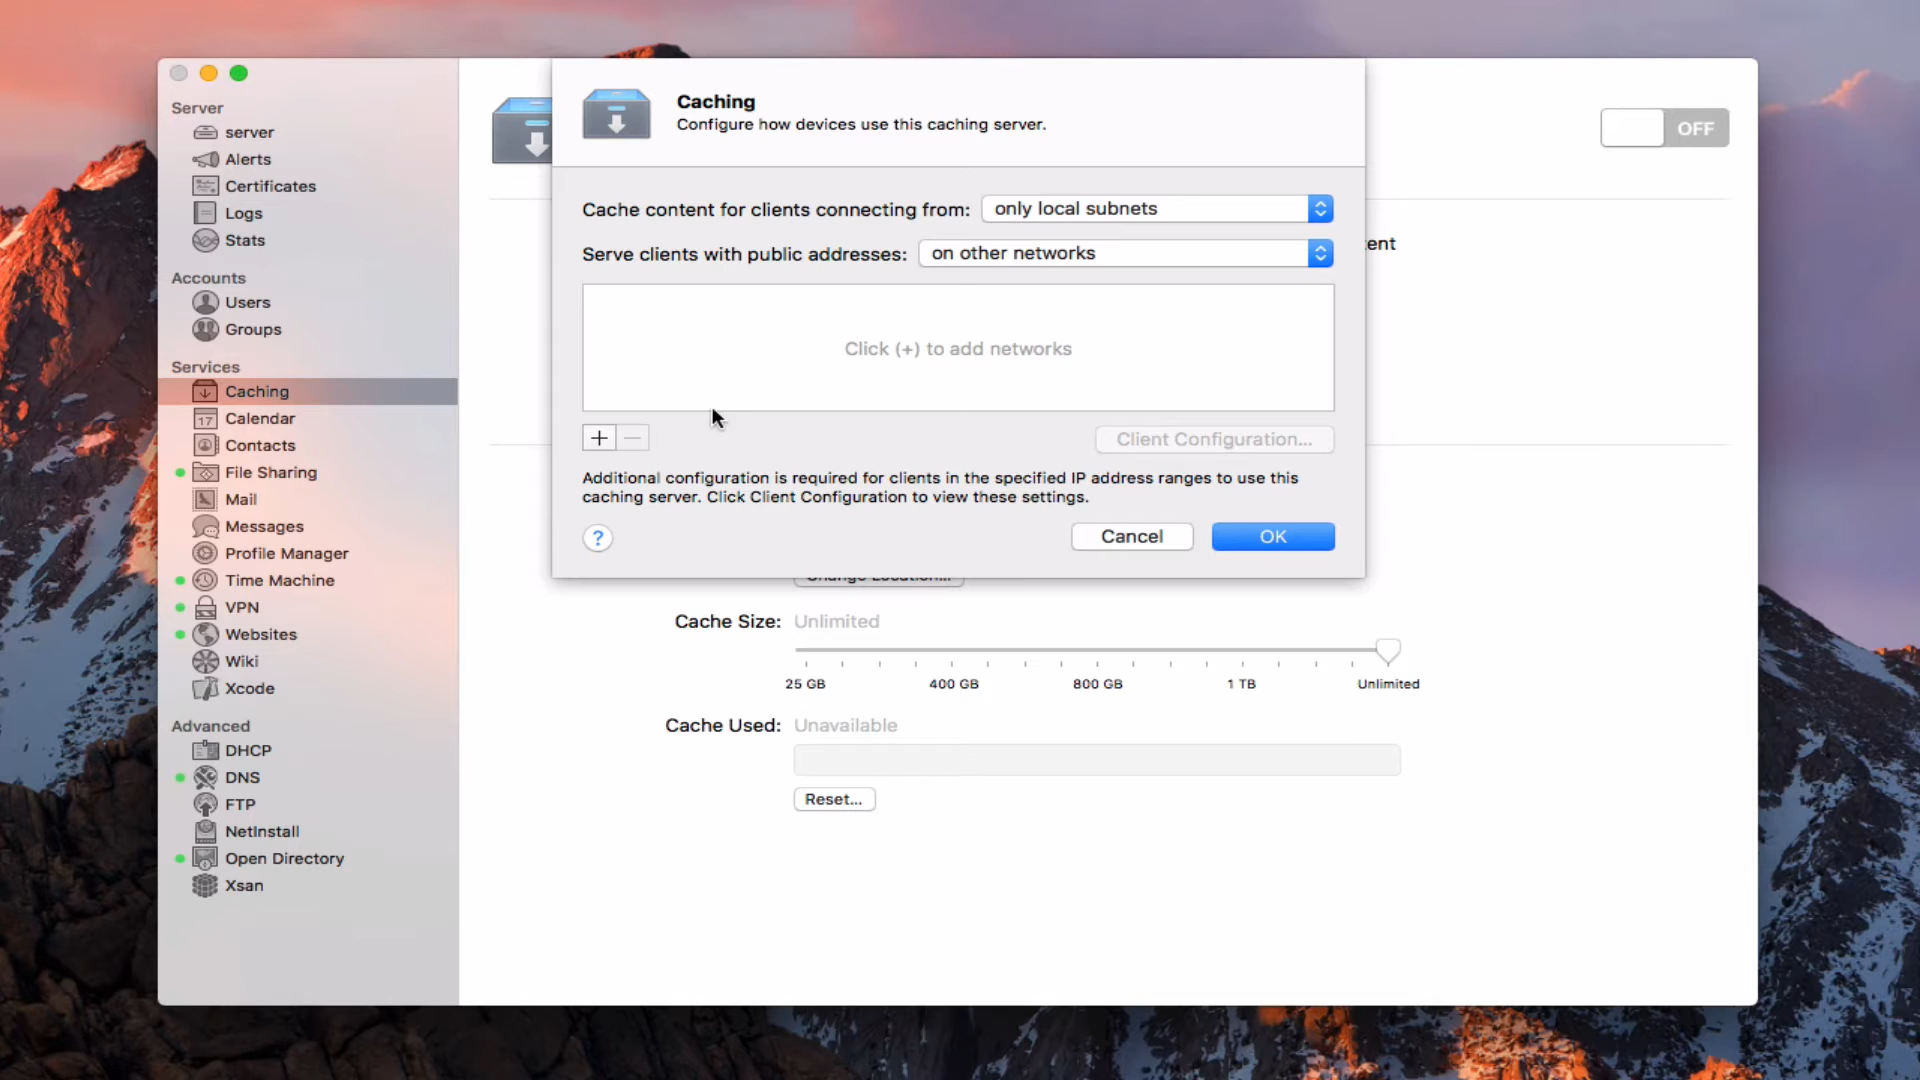 Server
server
Alerts
Certificates
Logs
Stats
Accounts
Users
Groups
Services
Caching
17 Calendar
Contacts
File Sharing
Mail
Messages
Profile Manager
Time Machine
VPN
Websites
Wiki
Xcode
Advanced
DHCP
DNS
FTP
NetInstall
Open Directory
Xsan
Caching
Configure how devices use this caching server.
OFF
Cache content for clients connecting from: only local subnets
Serve clients with public addresses: on other networks
ent
Click (+) to add networks
+ −
Client Configuration...
Additional configuration is required for clients in the specified IP address ranges to use this
caching server. Click Client Configuration to view these settings.
?
Cancel
OK
Change Location...
Cache Size: Unlimited
25 GB 400 GB 800 GB 1 TB Unlimited
Cache Used: Unavailable
Reset...